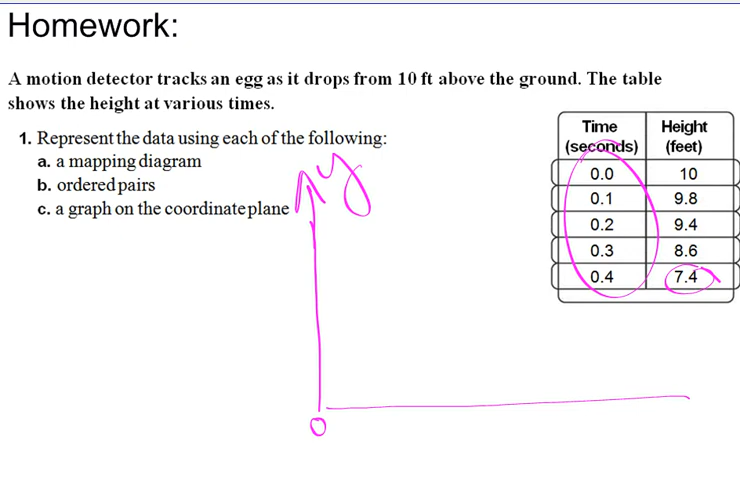 Homework:
A motion detector tracks an egg as it drops from 10 ft above the ground. The table
shows the height at various times.
1. Represent the data using each of the following:
a. a mapping diagram
b. ordered pairs
c. a graph on the coordinate plane
y
Time Height
(seconds) (feet)
0.0 10
0.1 9.8
0.2 9.4
0.3 8.6
0.4 7.4
0